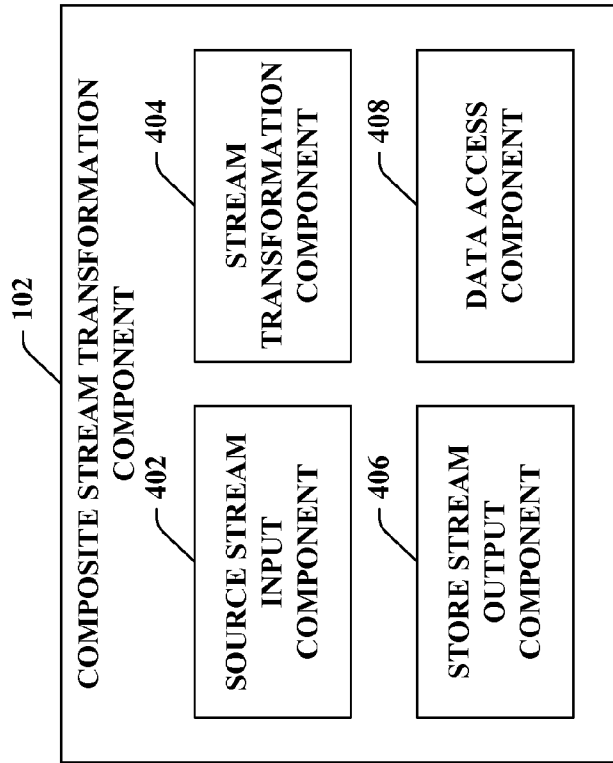 102
COMPOSITE STREAM TRANSFORMATION
COMPONENT
402
SOURCE STREAM
INPUT
COMPONENT
404
STREAM
TRANSFORMATION
COMPONENT
406
STORE STREAM
OUTPUT
COMPONENT
408
DATA ACCESS
COMPONENT